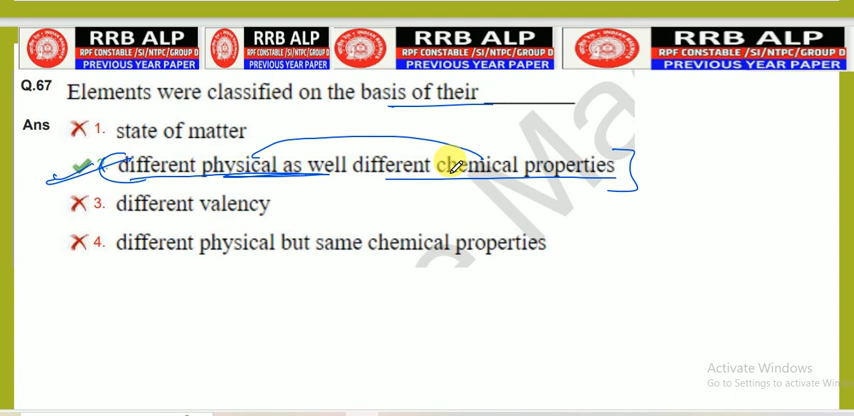 RRB ALP
RPF CONSTABLE /SI/NTPC/GROUP D
PREVIOUS YEAR PAPER
RRB ALP
RPF CONSTABLE /SI/NTPC/GROUP D
PREVIOUS YEAR PAPER
RRB ALP
RPF CONSTABLE /SI/NTPC/GROUP D
PREVIOUS YEAR PAPER
RRB ALP
RPF CONSTABLE /SI/NTPC/GROUP D
PREVIOUS YEAR PAPER
Q.67 Elements were classified on the basis of their ________
Ans 1. state of matter
different physical as well different chemical properties
3. different valency
4. different physical but same chemical properties
Activate Windows
Go to Settings to activate